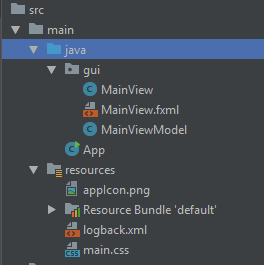 src
main
java
gui
MainView
MainView.fxml
MainViewModel
App
resources
appIcon.png
Resource Bundle 'default'
logback.xml
main.css